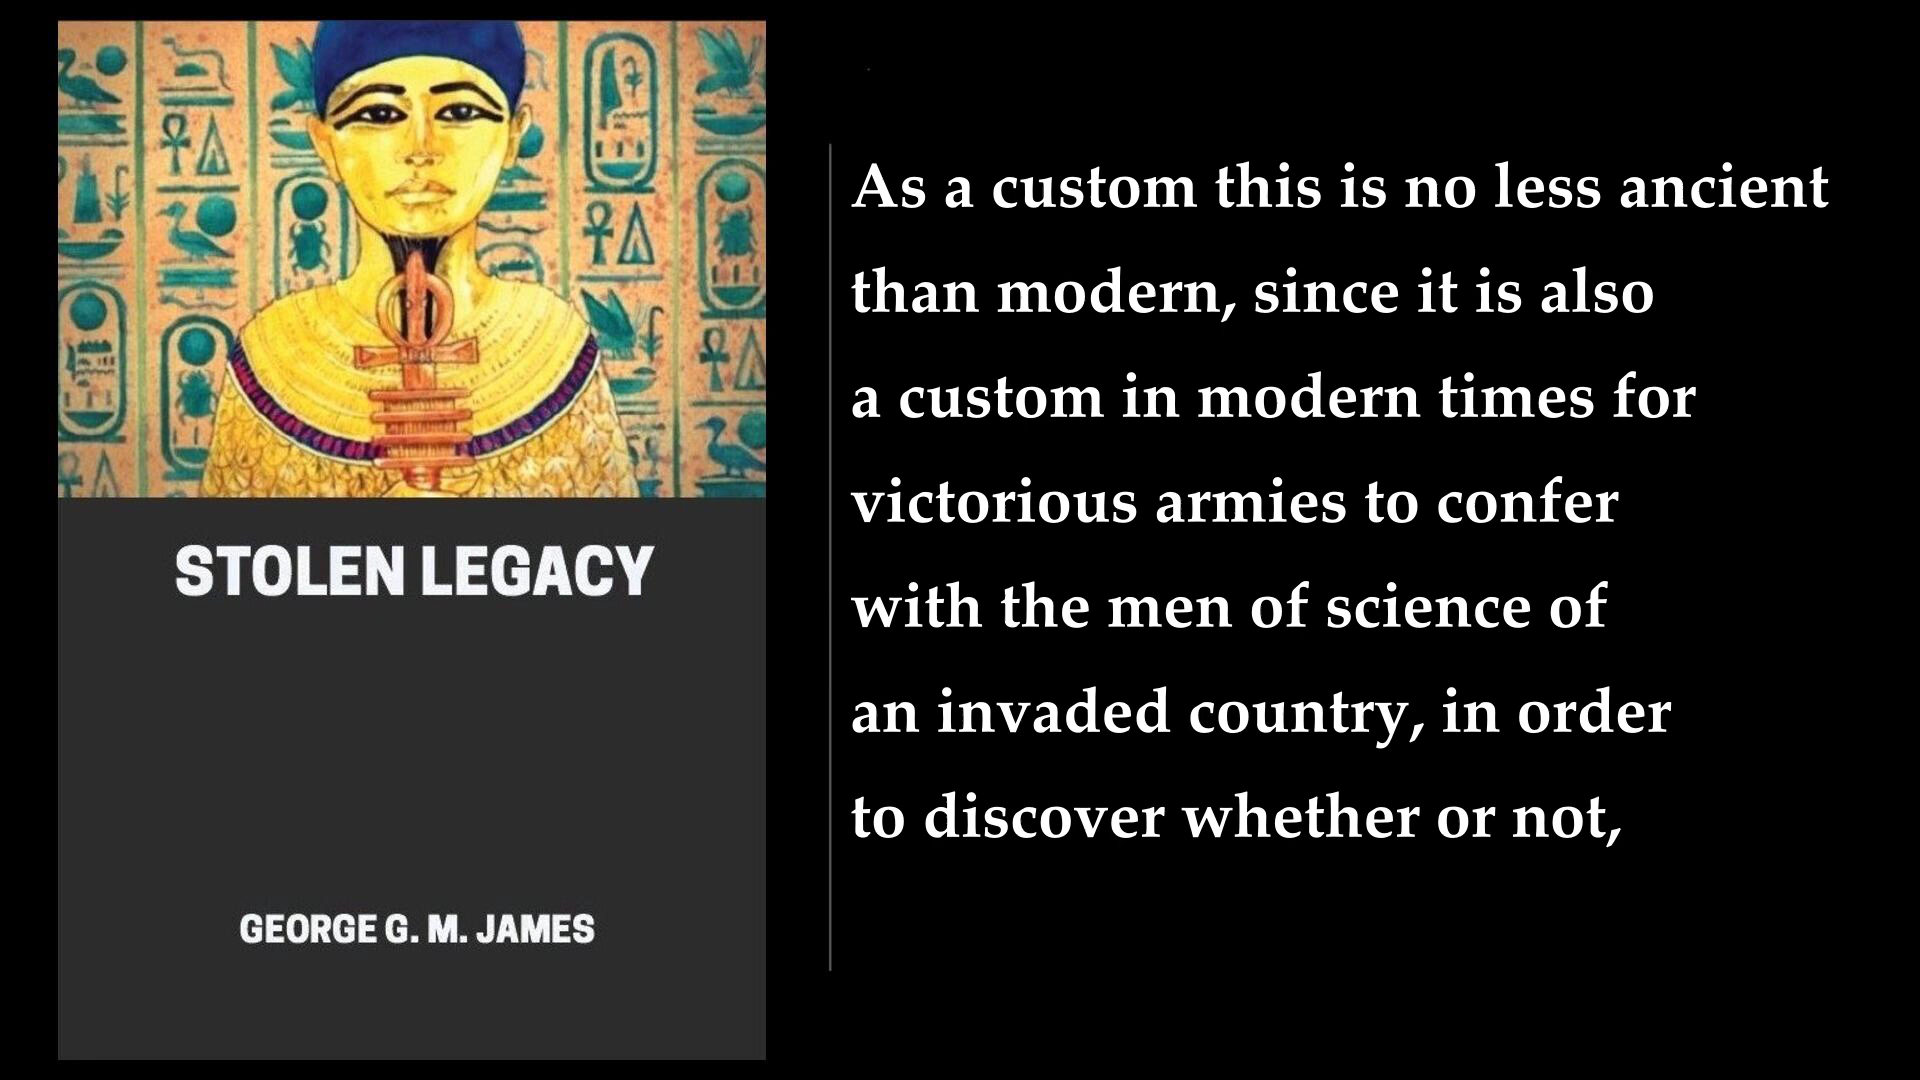 STOLEN LEGACY
GEORGE G. M. JAMES
As a custom this is no less ancient
than modern, since it is also
a custom in modern times for
victorious armies to confer
with the men of science of
an invaded country, in order
to discover whether or not,